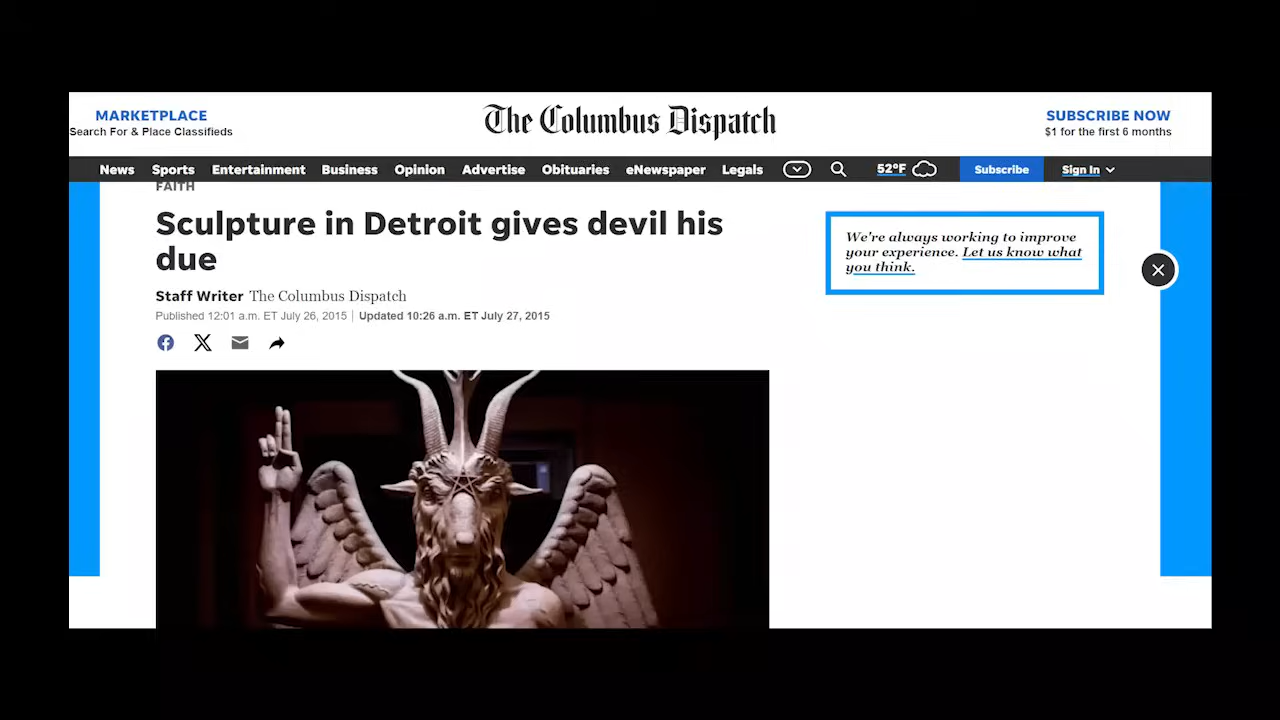 MARKETPLACE
Search For & Place Classifieds
The Columbus Dispatch
SUBSCRIBE NOW
$1 for the first 6 months
News Sports Entertainment Business Opinion Advertise Obituaries eNewspaper Legals 52°F Subscribe Sign In
FAITH
Sculpture in Detroit gives devil his
due
Staff Writer The Columbus Dispatch
Published 12:01 a.m. ET July 26, 2015 | Updated 10:26 a.m. ET July 27, 2015
We're always working to improve
your experience. Let us know what
you think.